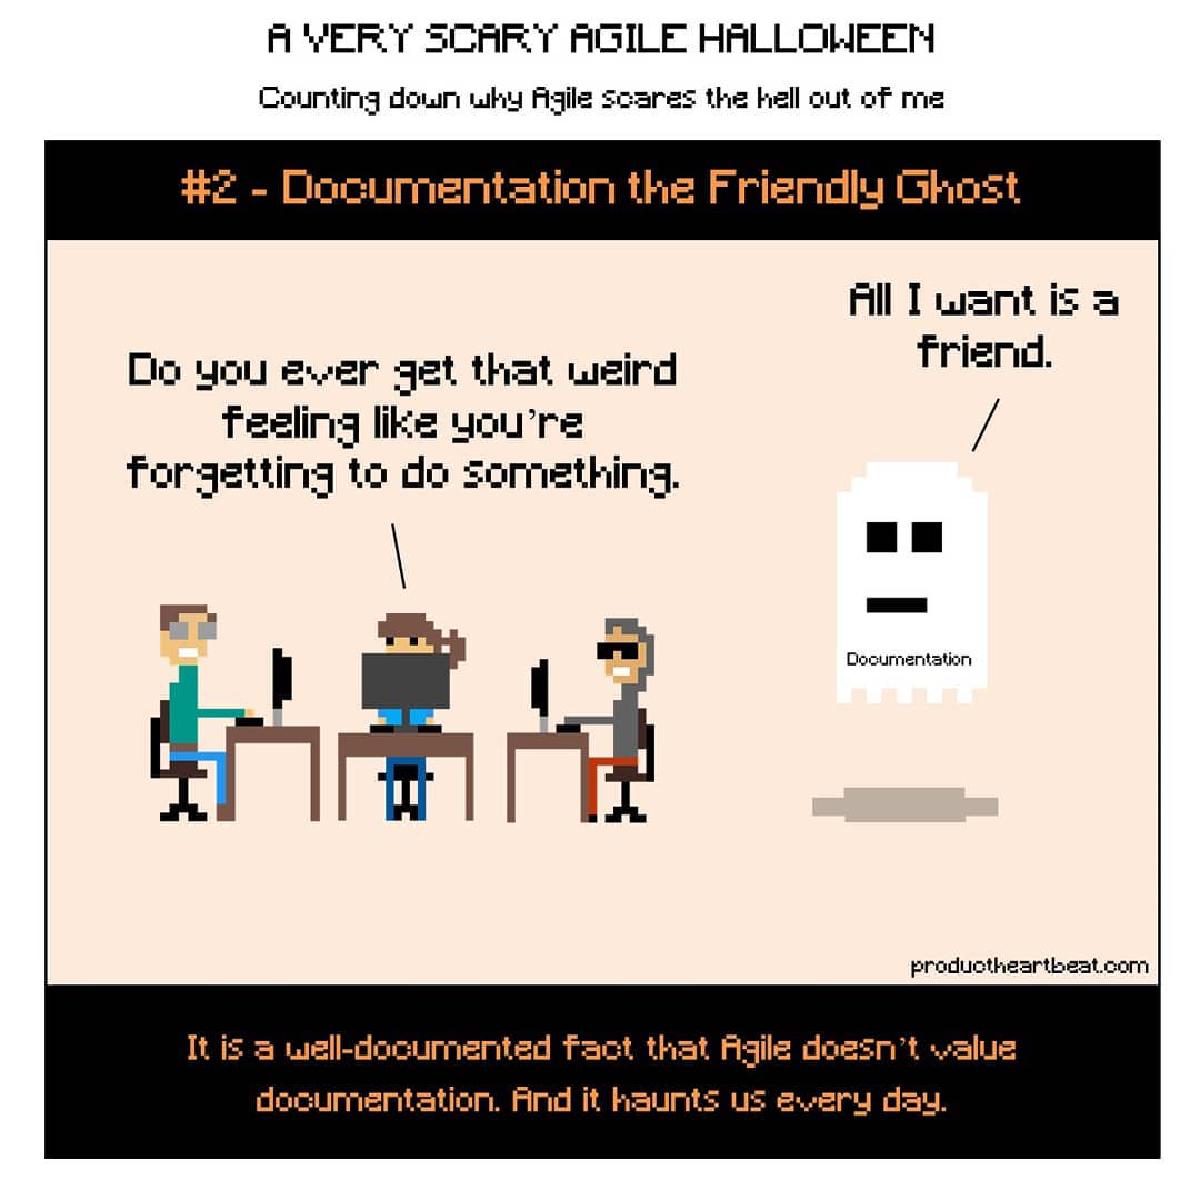 A VERY SCARY AGILE HALLOWEEN
Counting down why Agile scares the hell out of me
#2 - Documentation the Friendly Ghost
All I want is a
friend.
Do you ever get that weird
feeling like you're
forgetting to do something.
Documentation
productheartbeat.com
It is a well-documented fact that Agile doesn't value
documentation. And it haunts us every day.